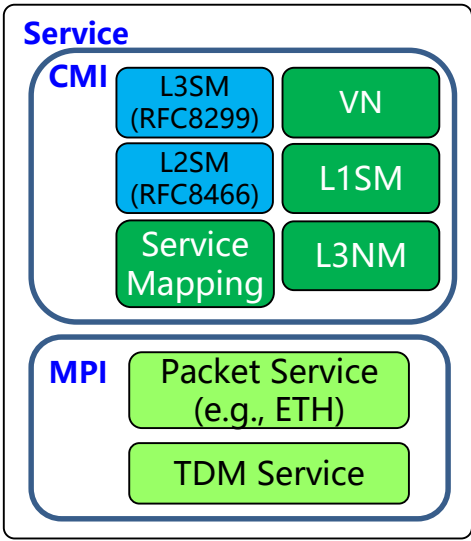 Service
CMI
L3SM
(RFC8299)
VN
L2SM
(RFC8466)
L1SM
Service
Mapping
L3NM
MPI
Packet Service
(e.g., ETH)
TDM Service